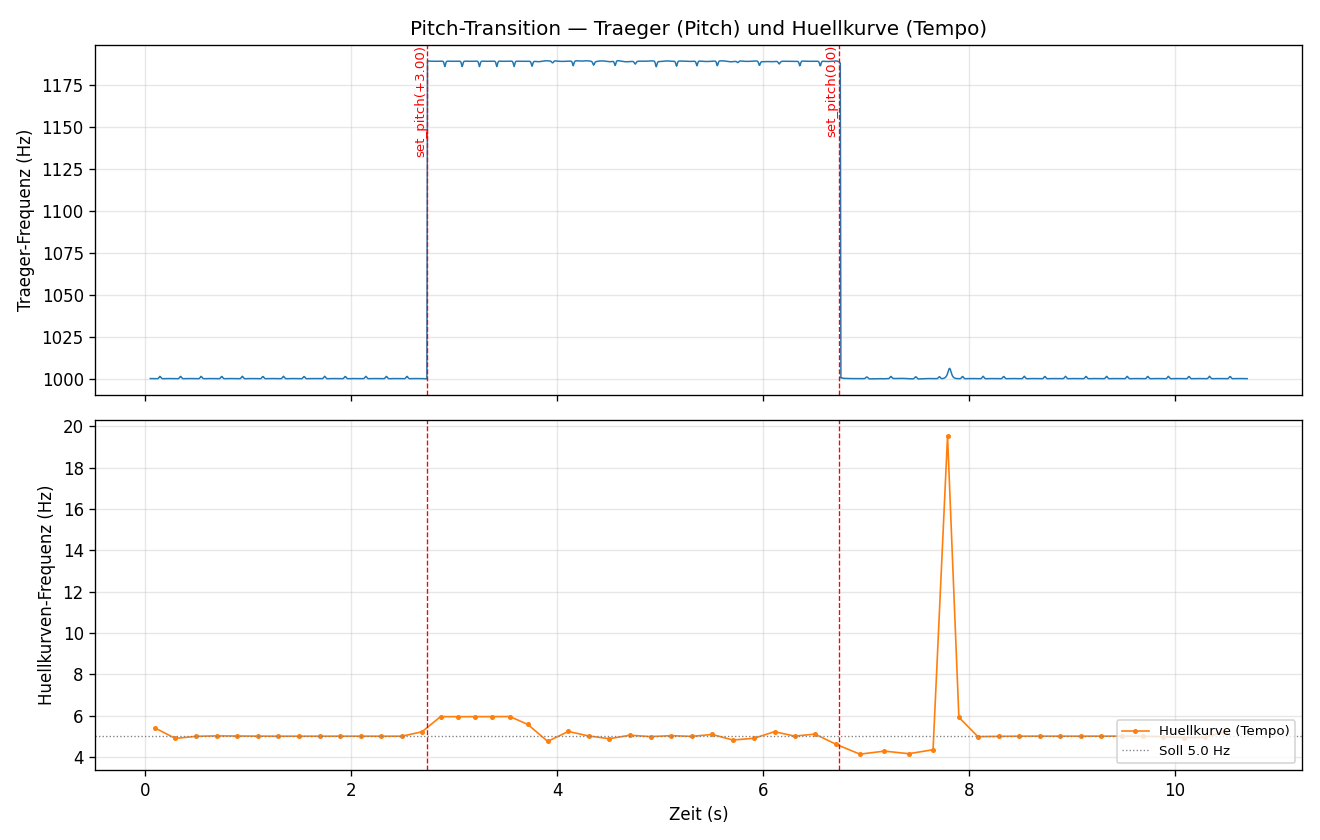 Pitch-Transition — Traeger (Pitch) und Huellkurve (Tempo)
Traeger-Frequenz (Hz)
1175
1150
1125
1100
1075
1050
1025
1000
set_pitch(+3.00)
set_pitch(0.0)
Huellkurven-Frequenz (Hz)
20
18
16
14
12
10
8
6
4
Huellkurve (Tempo)
Soll 5.0 Hz
0 2 4 6 8 10
Zeit (s)